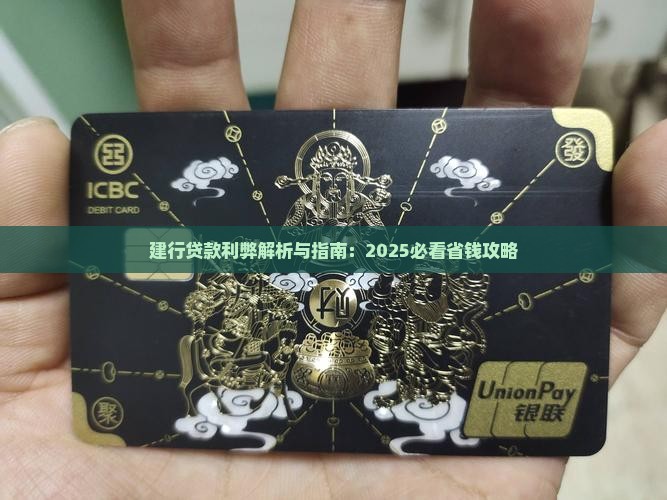 ICBC
DEBIT CARD
發
建行贷款利弊解析与指南：2025必看省钱攻略
聚
UnionPay
银联